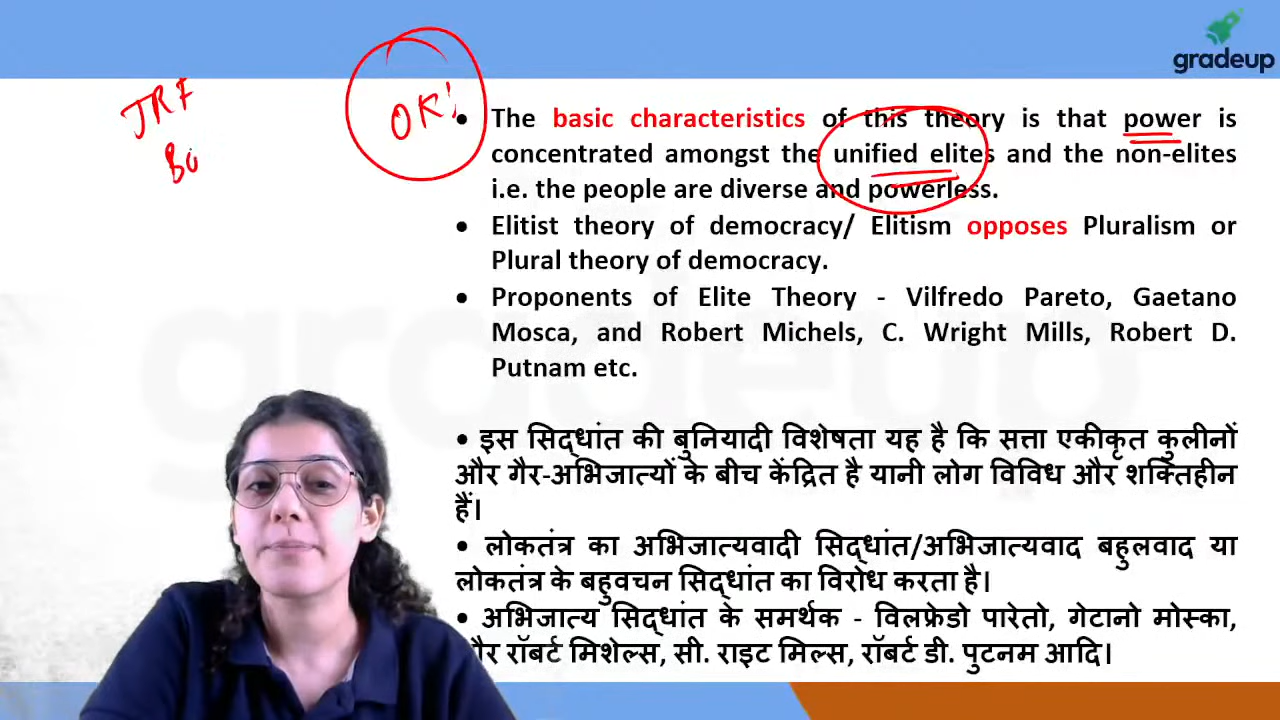 gradeup
JRF
OK!
• The basic characteristics of this theory is that power is
concentrated amongst the unified elites and the non-elites
i.e. the people are diverse and powerless.
• Elitist theory of democracy/ Elitism opposes Pluralism or
Plural theory of democracy.
• Proponents of Elite Theory - Vilfredo Pareto, Gaetano
Mosca, and Robert Michels, C. Wright Mills, Robert D.
Putnam etc.
• इस सिद्धांत की बुनियादी विशेषता यह है कि सत्ता एकीकृत कुलीनों
और गैर-अभिजात्यों के बीच केंद्रित है यानी लोग विविध और शक्तिहीन
हैं।
• लोकतंत्र का अभिजात्यवादी सिद्धांत/अभिजात्यवाद बहुलवाद या
लोकतंत्र के बहुवचन सिद्धांत का विरोध करता है।
• अभिजात्य सिद्धांत के समर्थक - विलफ्रेडो पारेतो, गेटानो मोस्का,
और रॉबर्ट मिशेल्स, सी. राइट मिल्स, रॉबर्ट डी. पुटनम आदि।